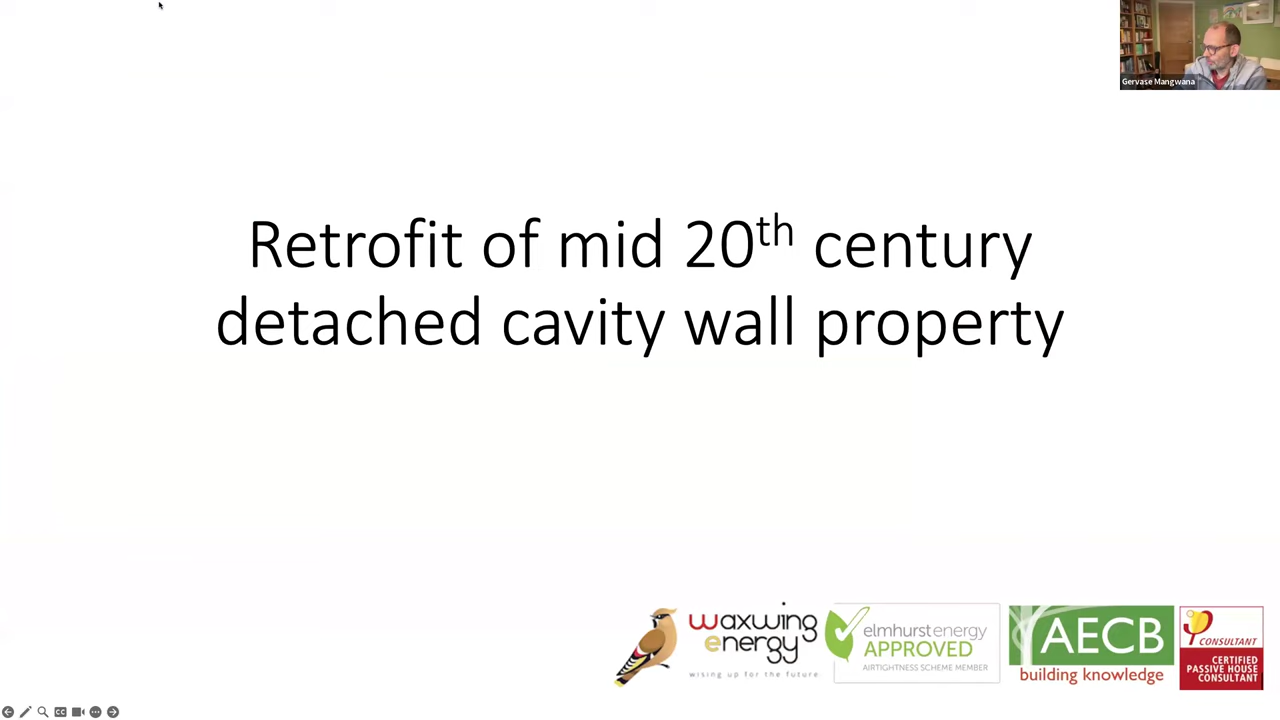 Gervase Mangwana
Retrofit of mid 20th century
detached cavity wall property
waxwing
energy
wising up for the future.
elmhurst energy
APPROVED
AIRTIGHTNESS SCHEME MEMBER
AECB
building knowledge
CONSULTANT
CERTIFIED
PASSIVE HOUSE
CONSULTANT
CC